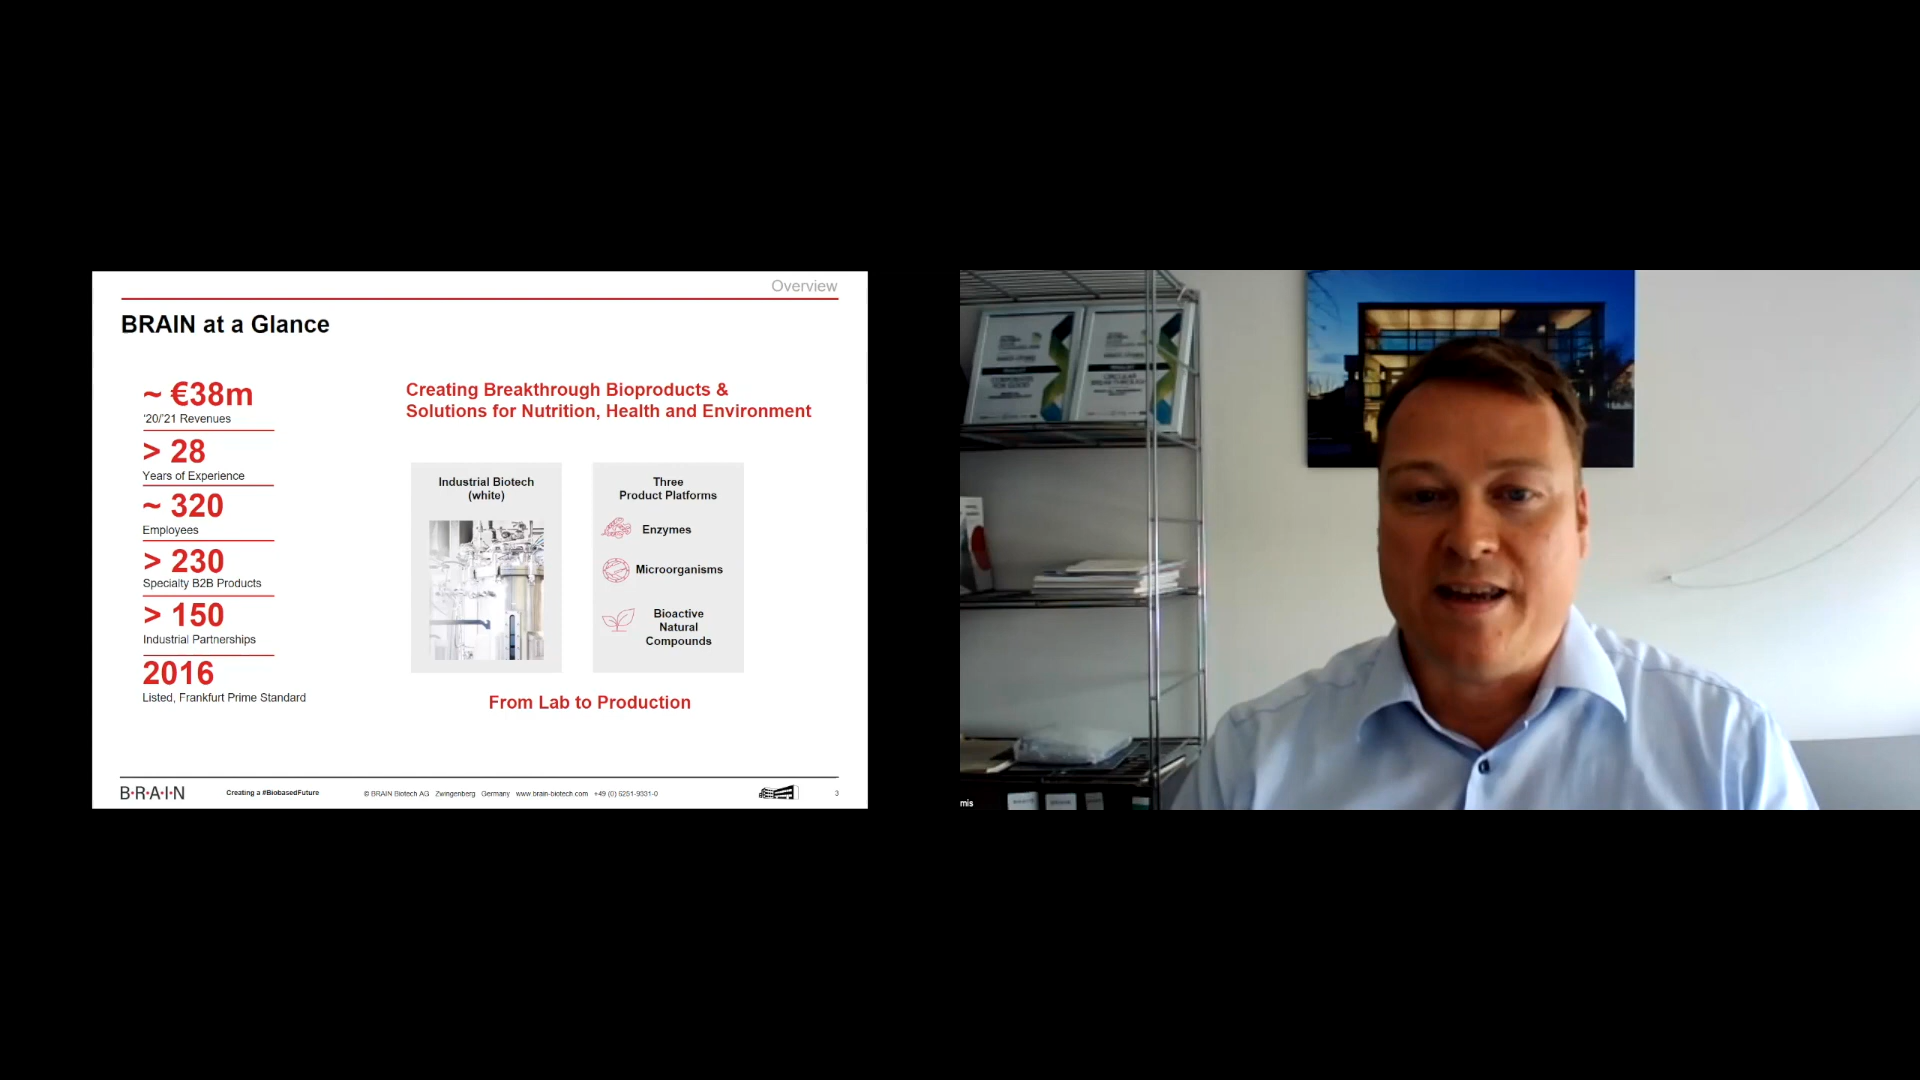 Overview
BRAIN at a Glance
~ €38m
'20/'21 Revenues
> 28
Years of Experience
~ 320
Employees
> 230
Specialty B2B Products
> 150
Industrial Partnerships
2016
Listed, Frankfurt Prime Standard
Creating Breakthrough Bioproducts &
Solutions for Nutrition, Health and Environment
Industrial Biotech
(white)
Three
Product Platforms
Enzymes
Microorganisms
Bioactive
Natural
Compounds
From Lab to Production
B·R·A·I·N
Creating a #BiobasedFuture
© BRAIN Biotech AG Zwingenberg Germany www.brain-biotech.com +49 (0) 6251-9331-0
3
mis